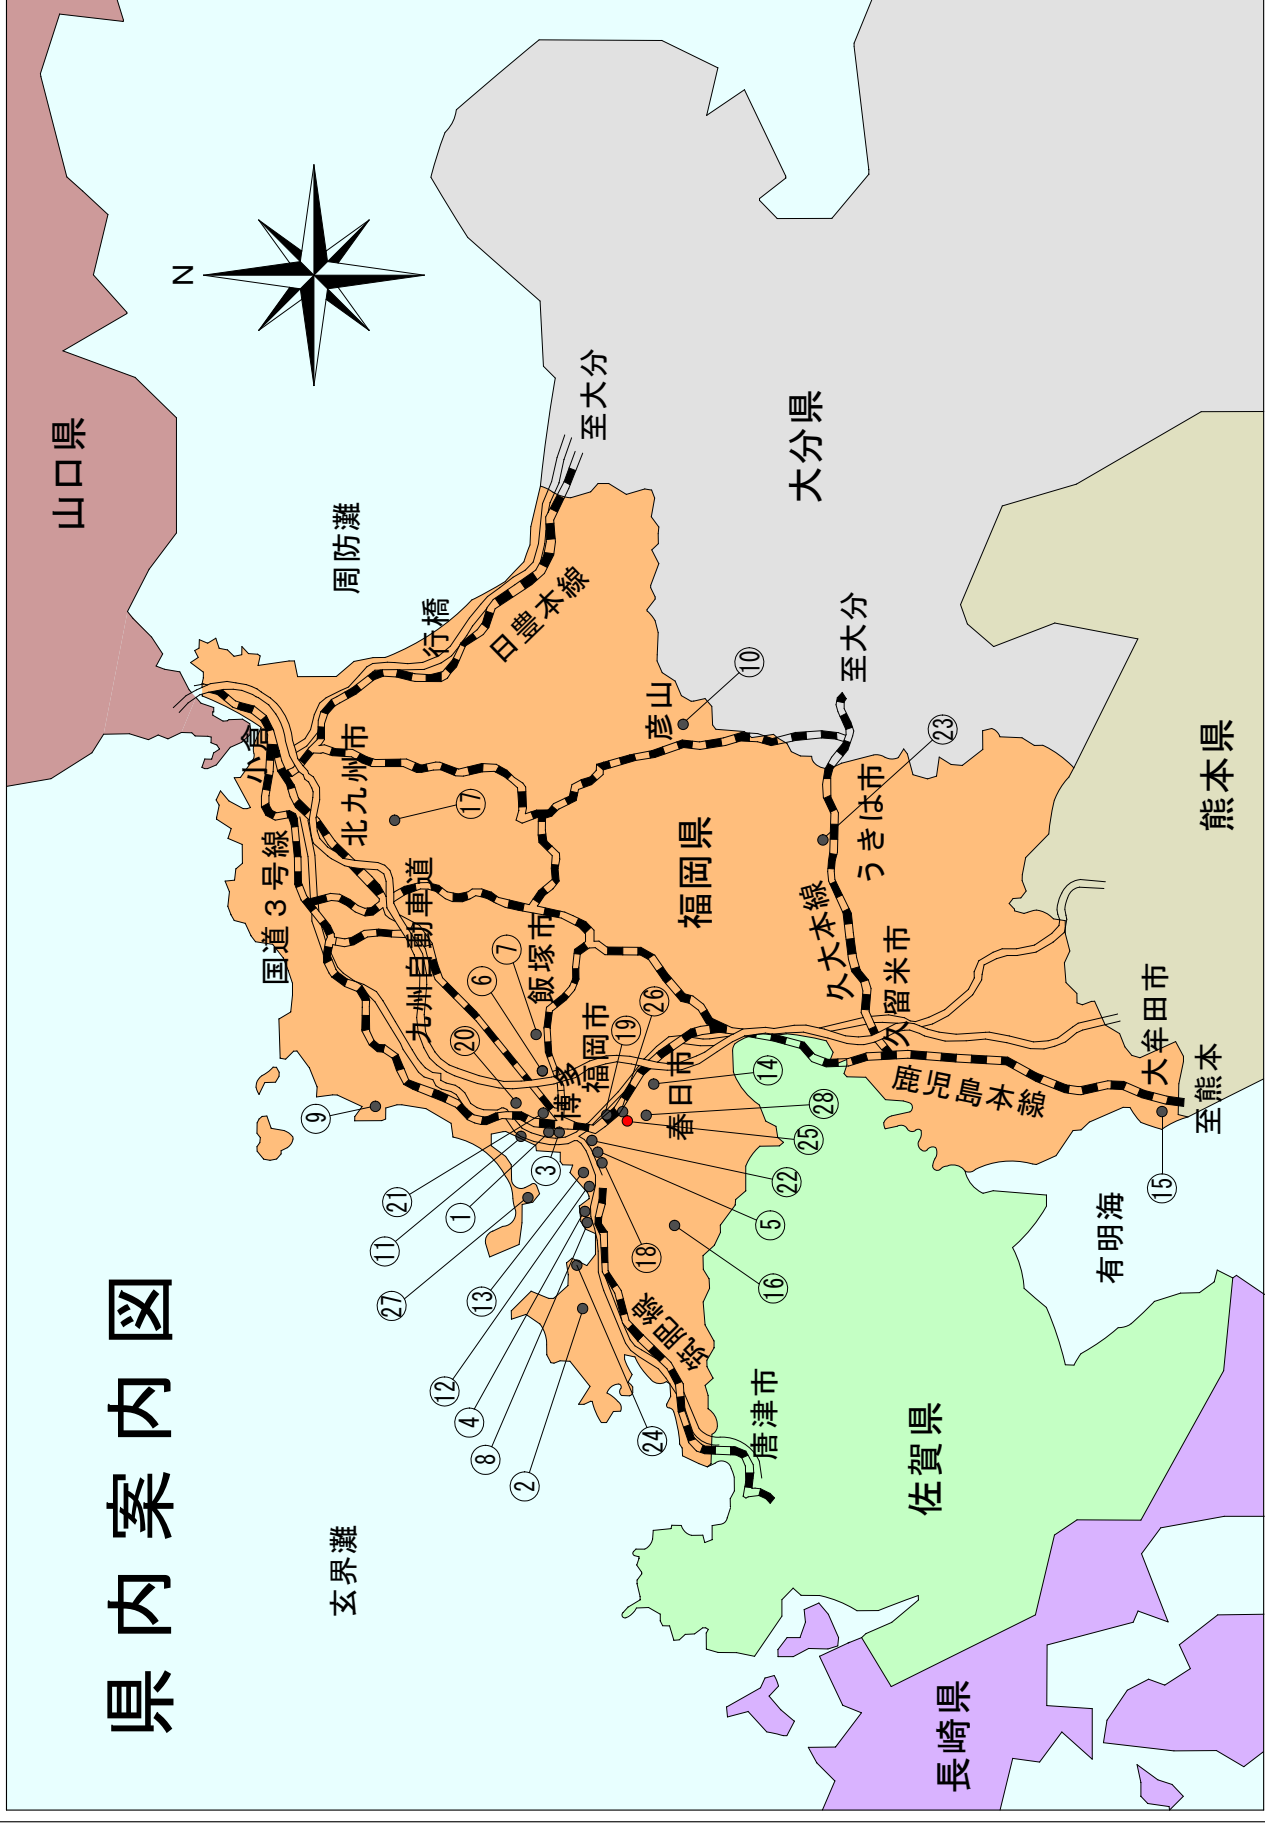 県内案内図
N
山口県
周防灘
玄界灘
小倉
行橋
至大分
日豊本線
北九州市
国道３号線
九州自動車道
飯塚市
福岡市
博多
春日市
福岡県
彦山
大分県
至大分
うきは市
久大本線
久留米市
鹿児島本線
大牟田市
至熊本
熊本県
有明海
筑肥線
唐津市
佐賀県
長崎県
⑨
㉑
⑪
㉗
①
⑬
⑫
④
⑧
②
⑳
⑥
⑦
⑰
③
⑲
㉖
⑱
㉔
⑩
⑭
㉘
㉕
㉒
⑤
⑯
㉓
⑮